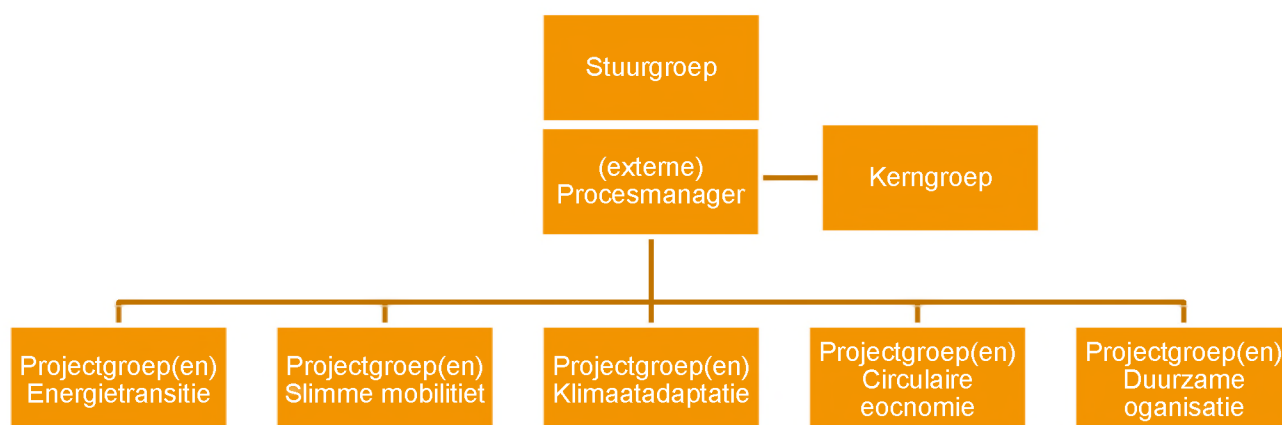 Stuurgroep
(externe)
Procesmanager
Kerngroep
Projectgroep(en)
Energietransitie
Projectgroep(en)
Slimme mobilitiet
Projectgroep(en)
Klimaatadaptatie
Projectgroep(en)
Circulaire
eocnomie
Projectgroep(en)
Duurzame
oganisatie